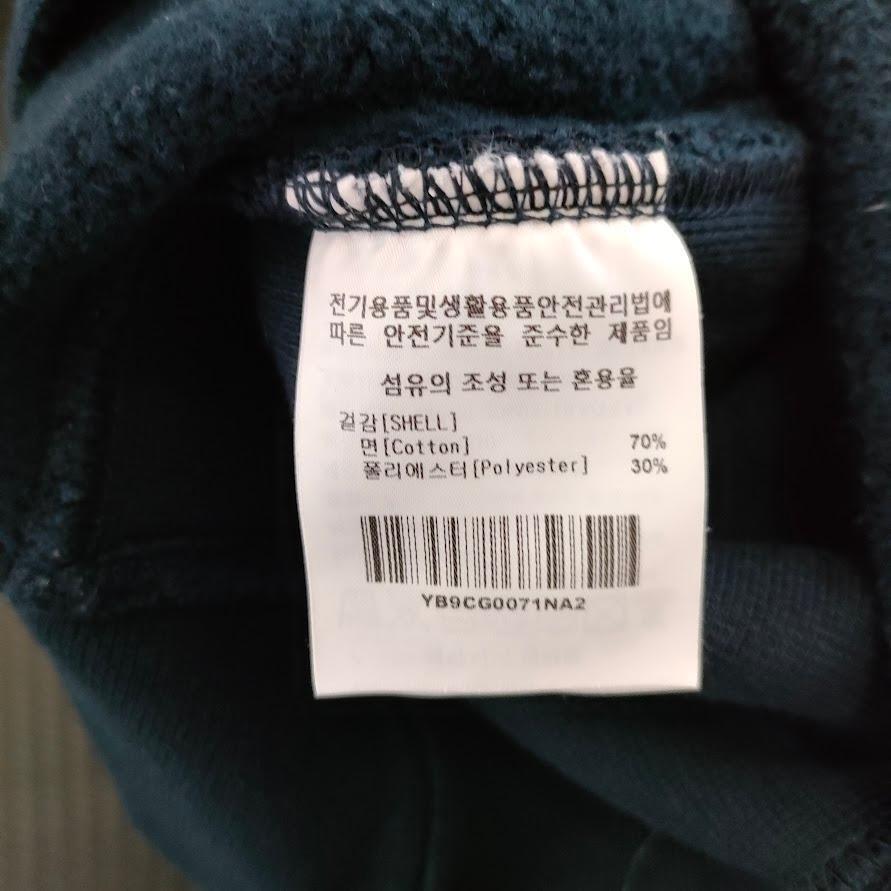 전기용품및생활용품안전관리법에
따른 안전기준을 준수한 제품임
섬유의 조성 또는 혼용율
겉감[SHELL]
면[Cotton] 70%
폴리에스터[Polyester] 30%
YB9CG0071NA2